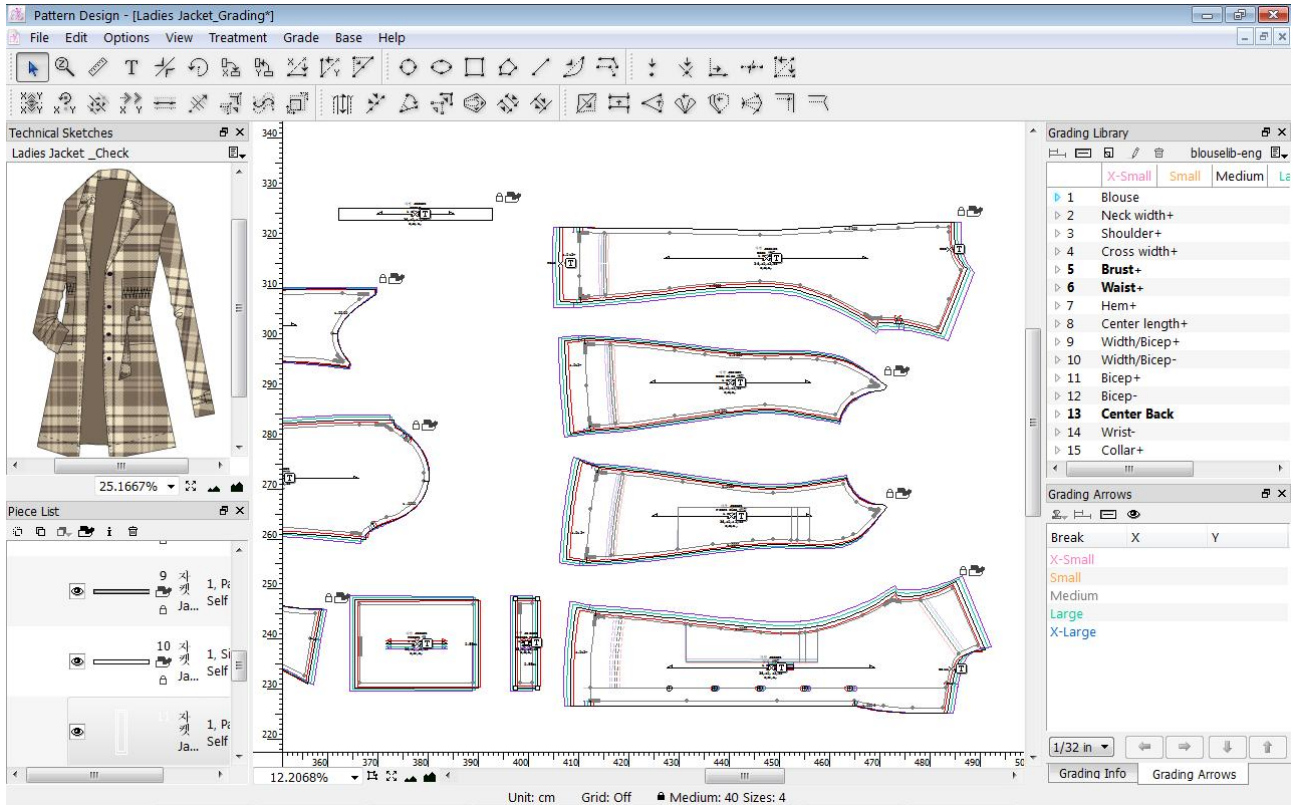 Pattern Design - [Ladies Jacket_Grading*]
File Edit Options View Treatment Grade Base Help
Technical Sketches
Ladies Jacket _Check
25.1667%
Piece List
9 자켓 Ja... 1, Pa Self
10 자켓 Ja... 1, Si Self
자켓 Ja... 1, Pa Self
340
330
320
310
300
290
280
270
260
250
240
230
220
360 370 380 390 400 410 420 430 440 450 460 470 480 490 50
12.2068%
Unit: cm Grid: Off Medium: 40 Sizes: 4
Grading Library
blouselib-eng
X-Small Small Medium La
1 Blouse
2 Neck width+
3 Shoulder+
4 Cross width+
5 Brust+
6 Waist+
7 Hem+
8 Center length+
9 Width/Bicep+
10 Width/Bicep-
11 Bicep+
12 Bicep-
13 Center Back
14 Wrist-
15 Collar+
Grading Arrows
Break X Y
X-Small
Small
Medium
Large
X-Large
1/32 in
Grading Info Grading Arrows